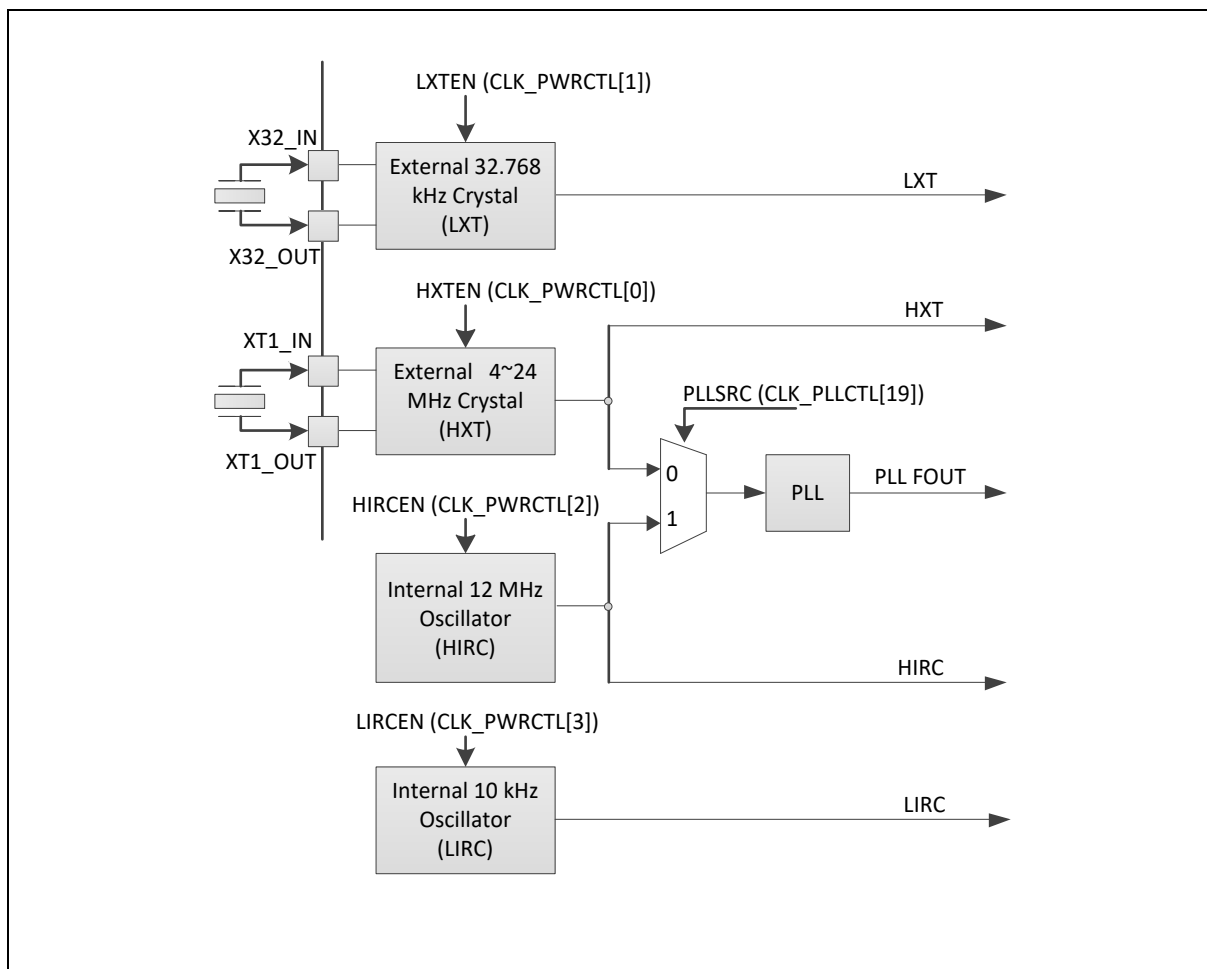 LXTEN (CLK_PWRCTL[1])
X32_IN
External 32.768
kHz Crystal
(LXT)
LXT
X32_OUT
HXTEN (CLK_PWRCTL[0])
HXT
XT1_IN
External 4~24
MHz Crystal
(HXT)
PLLSRC (CLK_PLLCTL[19])
XT1_OUT
0
1
PLL
PLL FOUT
HIRCEN (CLK_PWRCTL[2])
Internal 12 MHz
Oscillator
(HIRC)
HIRC
LIRCEN (CLK_PWRCTL[3])
Internal 10 kHz
Oscillator
(LIRC)
LIRC